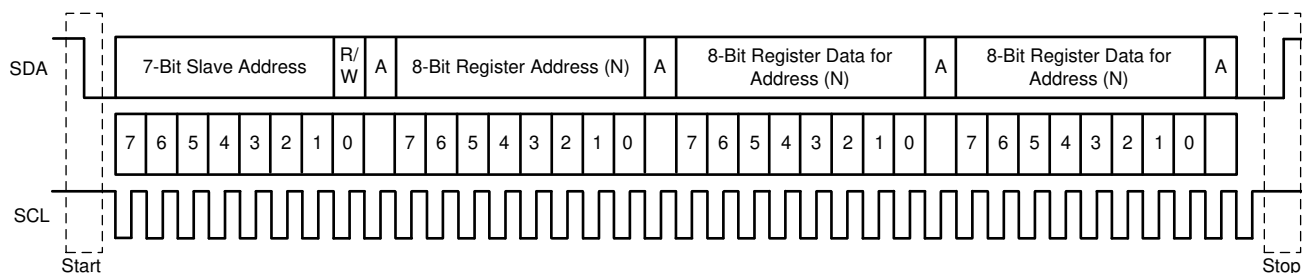 SDA
7-Bit Slave Address
R/
W
A
8-Bit Register Address (N)
A
8-Bit Register Data for
Address (N)
A
8-Bit Register Data for
Address (N)
A
7 6 5 4 3 2 1 0 7 6 5 4 3 2 1 0 7 6 5 4 3 2 1 0 7 6 5 4 3 2 1 0
SCL
Start
Stop